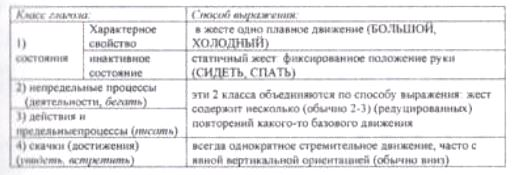 Класс глагола: Способ выражения:
1) состояния
Характерное свойство
в жесте одно плавное движение (БОЛЬШОЙ,
ХОЛОДНЫЙ)
инактивное состояние
статичный жест фиксированное положение руки
(СИДЕТЬ, СПАТЬ)
2) непредельные процессы
(деятельности, бегать)
3) действия и
предельныепроцессы (писать)
эти 2 класса объединяются по способу выражения: жест
содержит несколько (обычно 2-3) (редуцированных)
повторений какого-то базового движения
4) скачки (достижения)
(увидеть, встретить)
всегда однократное стремительное движение, часто с
явной вертикальной ориентацией (обычно вниз)